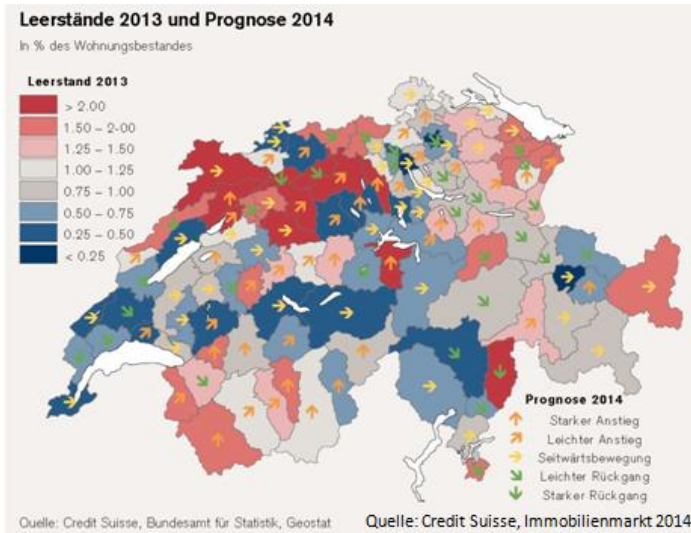 Leerstände 2013 und Prognose 2014
In % des Wohnungsbestandes
Leerstand 2013
> 2.00
1.50 – 2-00
1.25 – 1-50
1.00 – 1-25
0.75 – 1-00
0.50 – 0-75
0.25 – 0-50
< 0.25
Prognose 2014
Starker Anstieg
Leichter Anstieg
Seitwärtsbewegung
Leichter Rückgang
Starker Rückgang
Quelle: Credit Suisse, Bundesamt für Statistik, Geostat
Quelle: Credit Suisse, Immobilienmarkt 2014